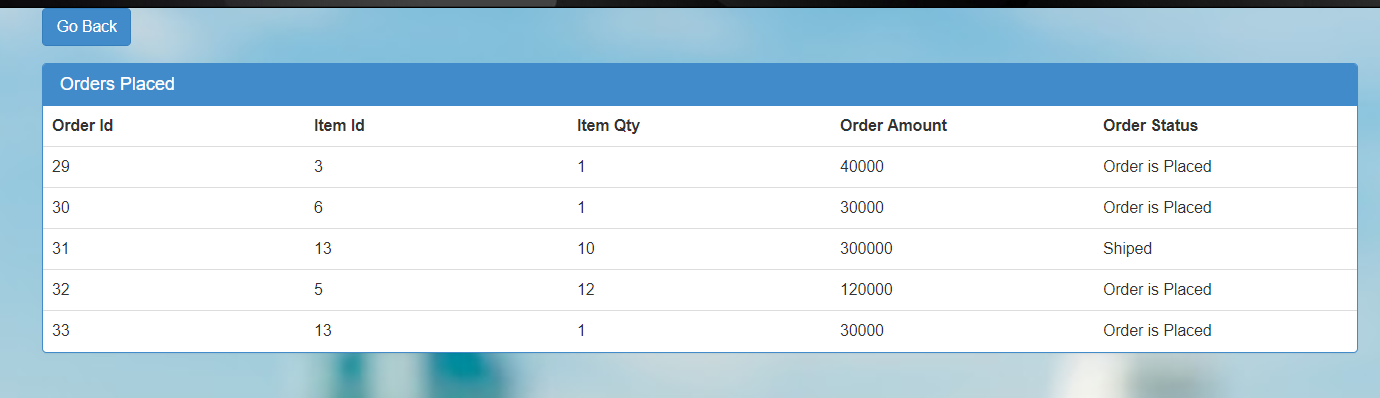 Go Back
Orders Placed
Order Id Item Id Item Qty Order Amount Order Status
29 3 1 40000 Order is Placed
30 6 1 30000 Order is Placed
31 13 10 300000 Shiped
32 5 12 120000 Order is Placed
33 13 1 30000 Order is Placed